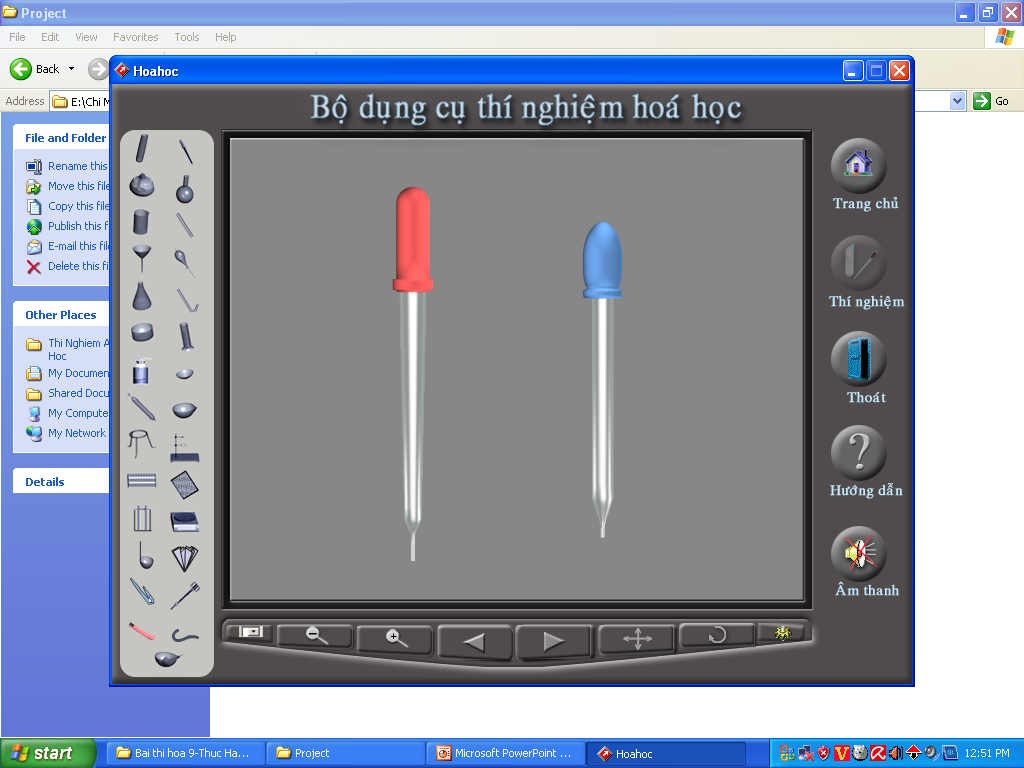 Project
File Edit View Favorites Tools Help
Back
Hoahoc
Address E:\Chi M
Go
Bộ dụng cụ thí nghiệm hoá học
File and Folder
Rename this
Move this file
Copy this file
Publish this f
E-mail this file
Delete this fi
Other Places
Thi Nghiem A
Hoc
My Documen
Shared Docu
My Compute
My Network
Details
Trang chủ
Thí nghiệm
Thoát
Hướng dẫn
Âm thanh
start
Bai thi hoa 9-Thuc Ha...
Project
Microsoft PowerPoint ...
Hoahoc
12:51 PM